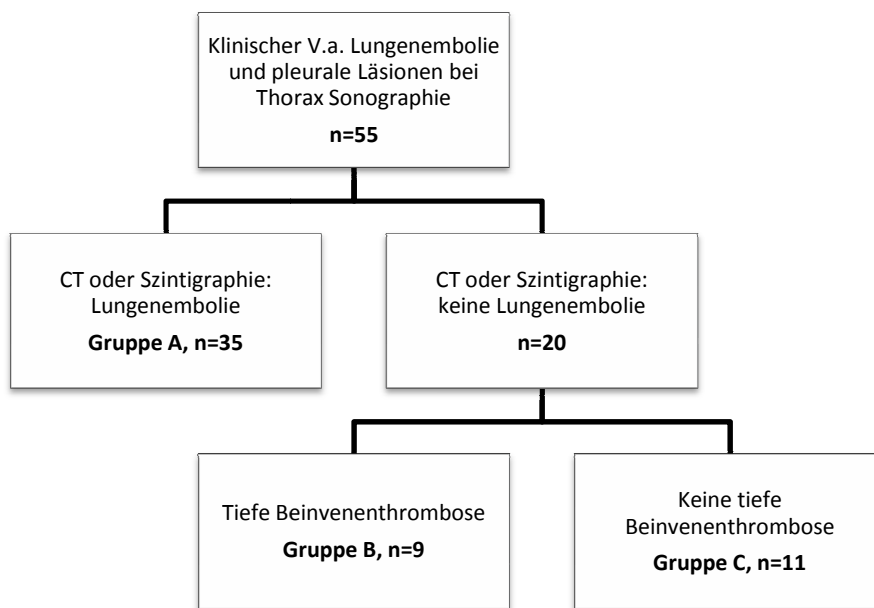 Klinischer V.a. Lungenembolie
und pleurale Läsionen bei
Thorax Sonographie
n=55
CT oder Szintigraphie:
Lungenembolie
Gruppe A, n=35
CT oder Szintigraphie:
keine Lungenembolie
n=20
Tiefe Beinvenenthrombose
Gruppe B, n=9
Keine tiefe
Beinvenenthrombose
Gruppe C, n=11